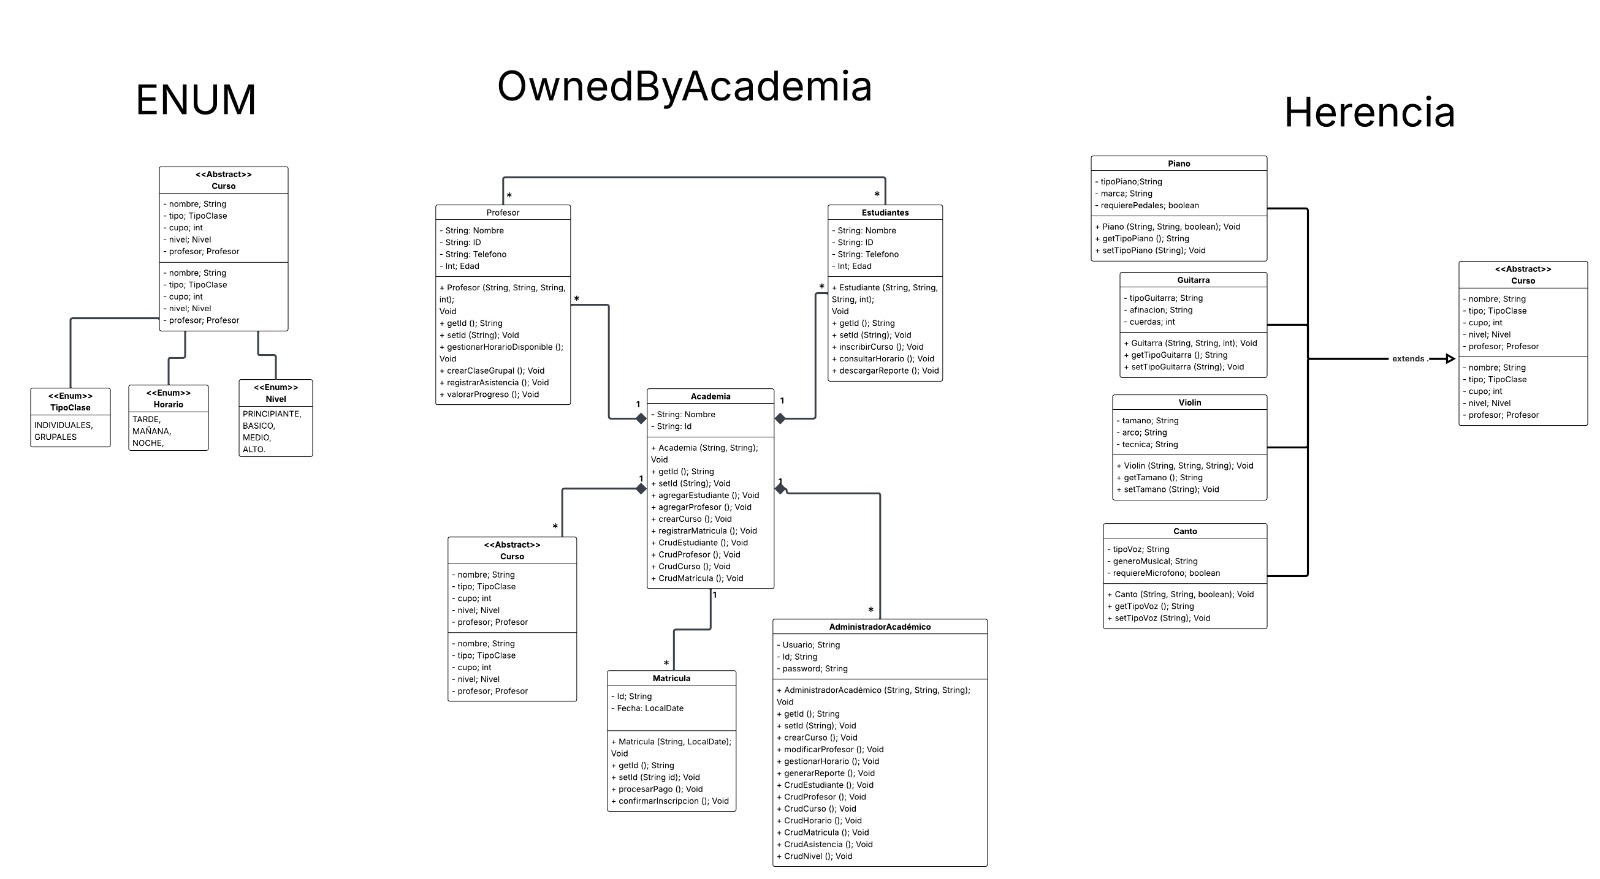 ENUM
<<Abstract>>
Curso
- nombre; String
- tipo; TipoClase
- cupo; int
- nivel; Nivel
- profesor; Profesor
- nombre; String
- tipo; TipoClase
- cupo; int
- nivel; Nivel
- profesor; Profesor
<<Enum>>
TipoClase
INDIVIDUALES,
GRUPALES
<<Enum>>
Horario
TARDE,
MAÑANA,
NOCHE,
<<Enum>>
Nivel
PRINCIPIANTE,
BASICO,
MEDIO,
ALTO.
OwnedByAcademia
*
*
Profesor
- String: Nombre
- String: ID
- String: Telefono
- Int; Edad
+ Profesor (String, String, String,
int);
Void
+ getId (); String
+ setId (String); Void
+ gestionarHorarioDisponible ();
Void
+ crearClaseGrupal (); Void
+ registrarAsistencia (); Void
+ valorarProgreso (); Void
*
Estudiantes
- String: Nombre
- String: ID
- String: Telefono
- Int; Edad
+ Estudiante (String, String,
String, int);
Void
+ getId (); String
+ setId (String); Void
+ inscribirCurso (); Void
+ consultarHorario (); Void
+ descargarReporte (); Void
*
1
1
Academia
- String: Nombre
- String: Id
+ Academia (String, String);
Void
+ getId (); String
+ setId (String); Void
+ agregarEstudiante (); Void
+ agregarProfesor (); Void
+ crearCurso (); Void
+ registrarMatricula (); Void
+ CrudEstudiante (); Void
+ CrudProfesor (); Void
+ CrudCurso (); Void
+ CrudMatricula (); Void
1
1
1
*
<<Abstract>>
Curso
- nombre; String
- tipo; TipoClase
- cupo; int
- nivel; Nivel
- profesor; Profesor
- nombre; String
- tipo; TipoClase
- cupo; int
- nivel; Nivel
- profesor; Profesor
*
Matricula
- Id; String
- Fecha: LocalDate
+ Matricula (String, LocalDate);
Void
+ getId (); String
+ setId (String id); Void
+ procesarPago (); Void
+ confirmarInscripcion (); Void
*
AdministradorAcadémico
- Usuario; String
- Id; String
- password; String
+ AdministradorAcadémico (String, String, String);
Void
+ getId (); String
+ setId (String); Void
+ crearCurso (); Void
+ modificarProfesor (); Void
+ gestionarHorario (); Void
+ generarReporte (); Void
+ CrudEstudiante (); Void
+ CrudProfesor (); Void
+ CrudCurso (); Void
+ CrudHorario (); Void
+ CrudMatricula (); Void
+ CrudAsistencia (); Void
+ CrudNivel (); Void
Herencia
Piano
- tipoPiano;String
- marca; String
- requierePedales; boolean
+ Piano (String, String, boolean); Void
+ getTipoPiano (); String
+ setTipoPiano (String); Void
Guitarra
- tipoGuitarra; String
- afinacion; String
- cuerdas; int
+ Guitarra (String, String, Int); Void
+ getTipoGuitarra (); String
+ setTipoGuitarra (String); Void
Violin
- tamano; String
- arco; String
- tecnica; String
+ Violin (String, String, String); Void
+ getTamano (); String
+ setTamano (String); Void
Canto
- tipoVoz; String
- generoMusical; String
- requiereMicrofono; boolean
+ Canto (String, String, boolean); Void
+ getTipoVoz (); String
+ setTipoVoz (String); Void
extends .
<<Abstract>>
Curso
- nombre; String
- tipo; TipoClase
- cupo; int
- nivel; Nivel
- profesor; Profesor
- nombre; String
- tipo; TipoClase
- cupo; int
- nivel; Nivel
- profesor; Profesor